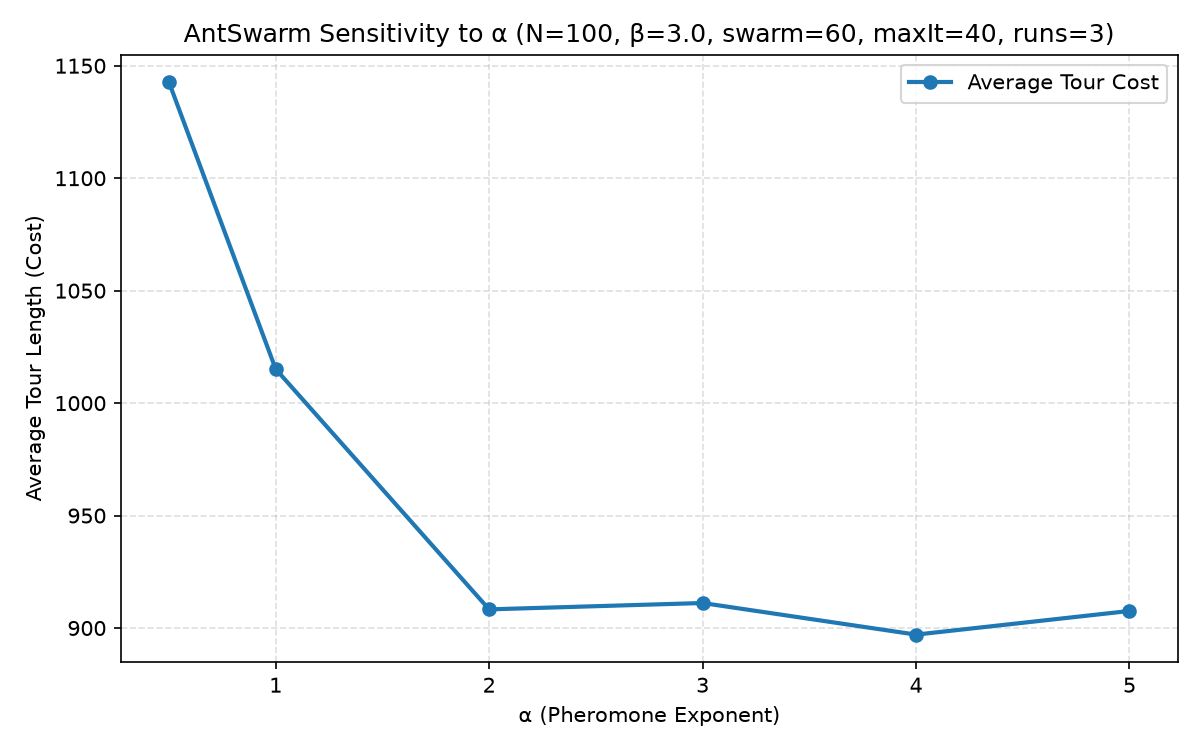 AntSwarm Sensitivity to α (N=100, β=3.0, swarm=60, maxIt=40, runs=3)
Average Tour Cost
Average Tour Length (Cost)
1150
1100
1050
1000
950
900
1 2 3 4 5
α (Pheromone Exponent)